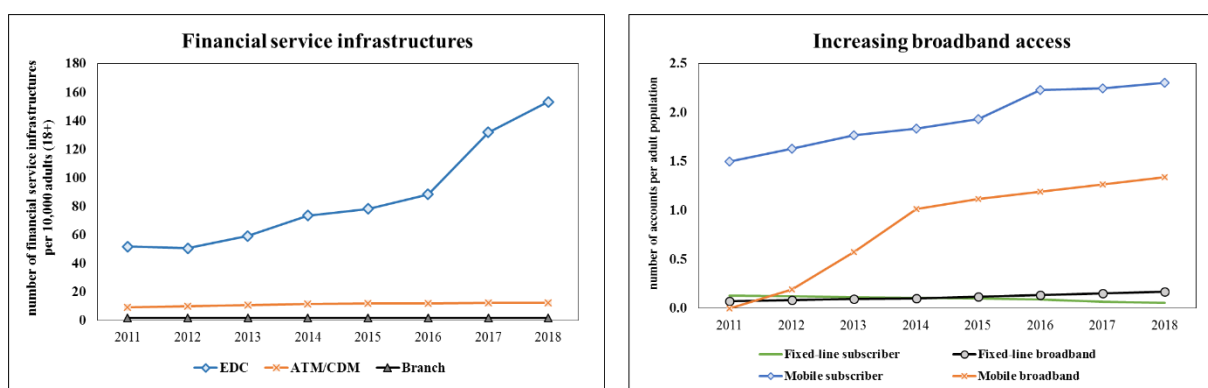 Financial service infrastructures
number of financial service infrastructures
per 10,000 adults (18+)
180
160
140
120
100
80
60
40
20
0
2011 2012 2013 2014 2015 2016 2017 2018
EDC ATM/CDM Branch
Increasing broadband access
number of accounts per adult population
2.5
2.0
1.5
1.0
0.5
0.0
2011 2012 2013 2014 2015 2016 2017 2018
Fixed-line subscriber Fixed-line broadband
Mobile subscriber Mobile broadband